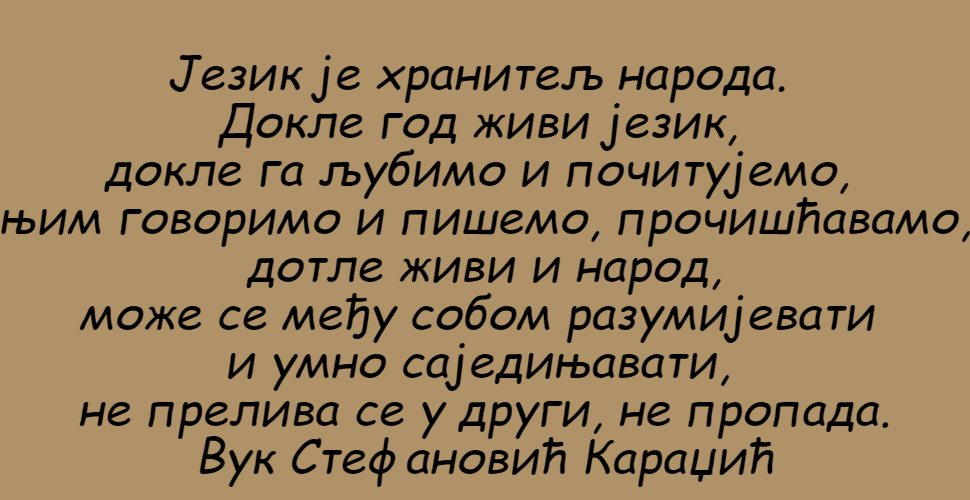 Језик је хранитељ народа.
Докле год живи језик,
докле га љубимо и почитујемо,
њим говоримо и пишемо, прочишћавамо,
дотле живи и народ,
може се међу собом разумијевати
и умно саједињавати,
не прелива се у други, не пропада.
Вук Стефановић Караџић